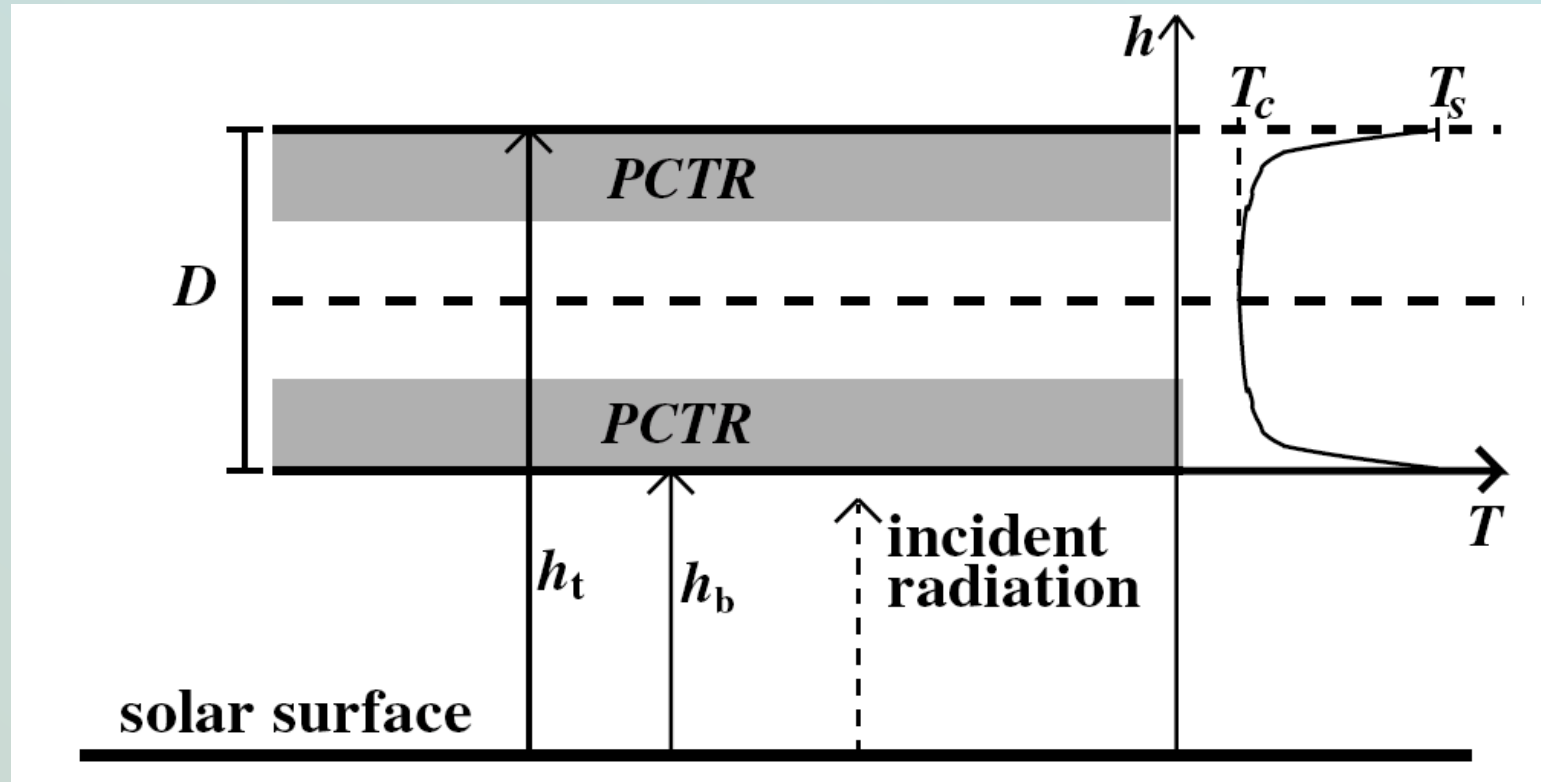 h
T_c
T_s
PCTR
D
PCTR
T
incident
radiation
h_t
h_b
solar surface